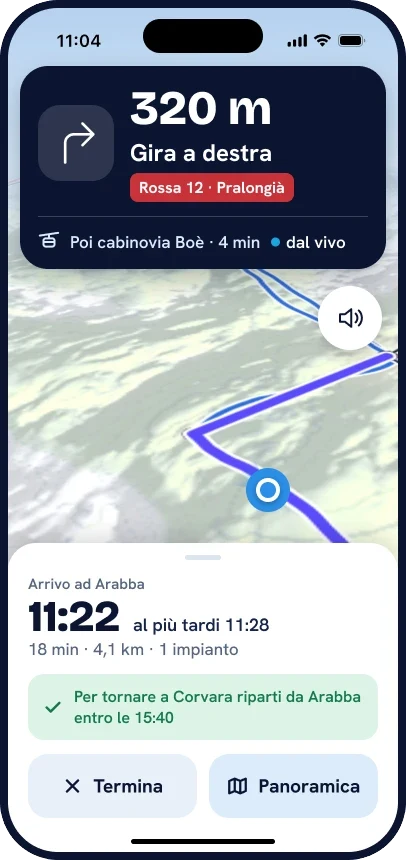 11:04
320 m
Gira a destra
Rossa 12 · Pralongià
Poi cabinovia Boè · 4 min dal vivo
Arrivo ad Arabba
11:22 al più tardi 11:28
18 min · 4,1 km · 1 impianto
Per tornare a Corvara riparti da Arabba
entro le 15:40
Termina
Panoramica